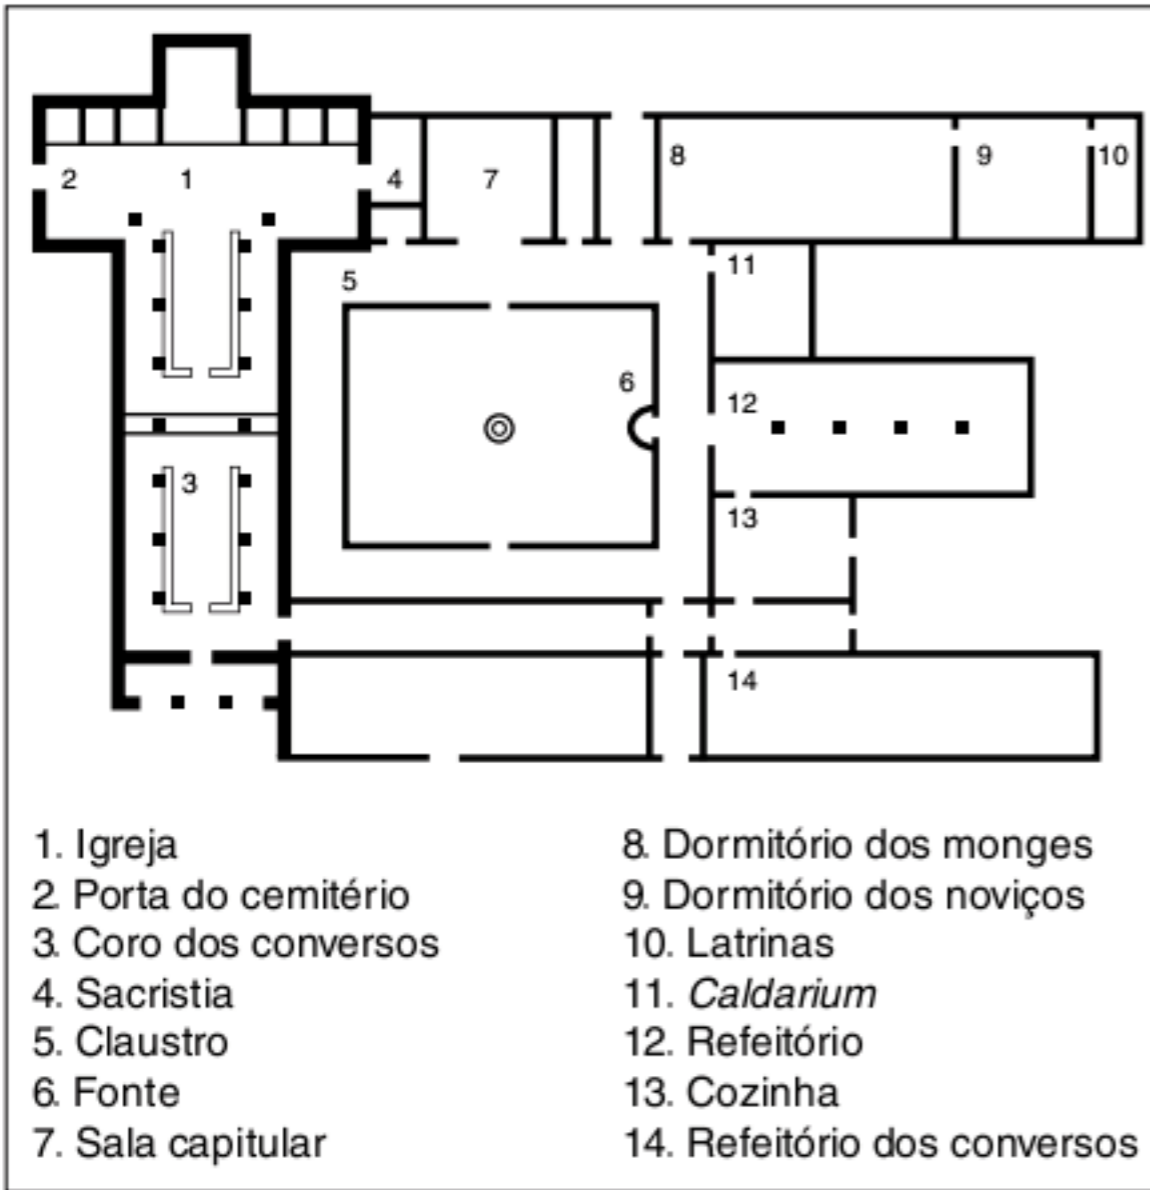 2
1
4
7
8
9
10
5
11
6
12
3
13
14
1. Igreja
2. Porta do cemitério
3. Coro dos conversos
4. Sacristia
5. Claustro
6. Fonte
7. Sala capitular
8. Dormitório dos monges
9. Dormitório dos noviços
10. Latrinas
11. Caldarium
12. Refeitório
13. Cozinha
14. Refeitório dos conversos